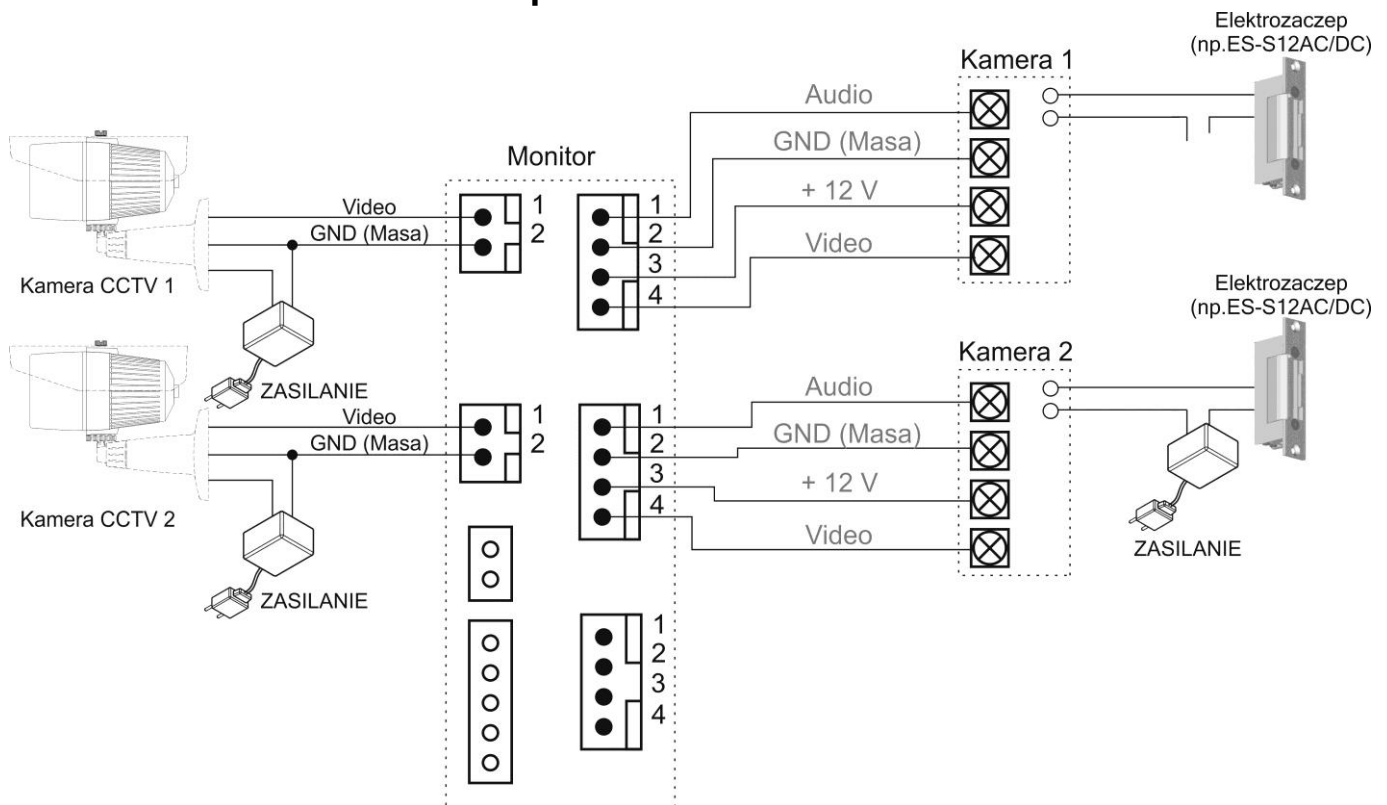 Elektrozaczep
(np.ES-S12AC/DC)
Kamera 1
Audio
GND (Masa)
+ 12 V
Video
Monitor
1
2
1
2
3
4
Video
GND (Masa)
Kamera CCTV 1
ZASILANIE
Elektrozaczep
(np.ES-S12AC/DC)
Kamera 2
Audio
GND (Masa)
+ 12 V
Video
ZASILANIE
1
2
1
2
3
4
Video
GND (Masa)
Kamera CCTV 2
ZASILANIE
1
2
3
4